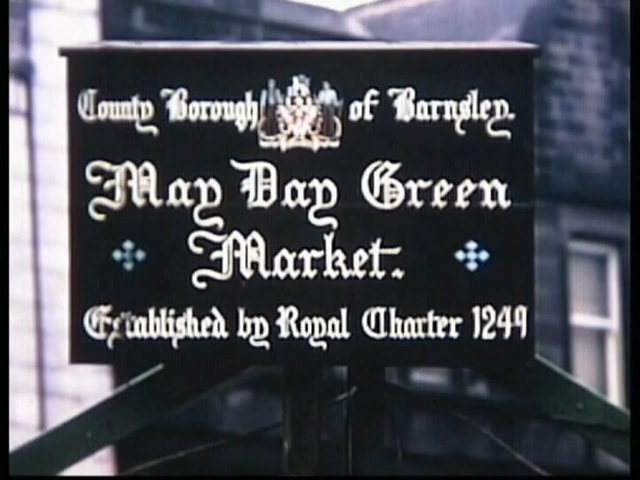 County Borough of Barnsley.
May Day Green
Market.
Established by Royal Charter 1249